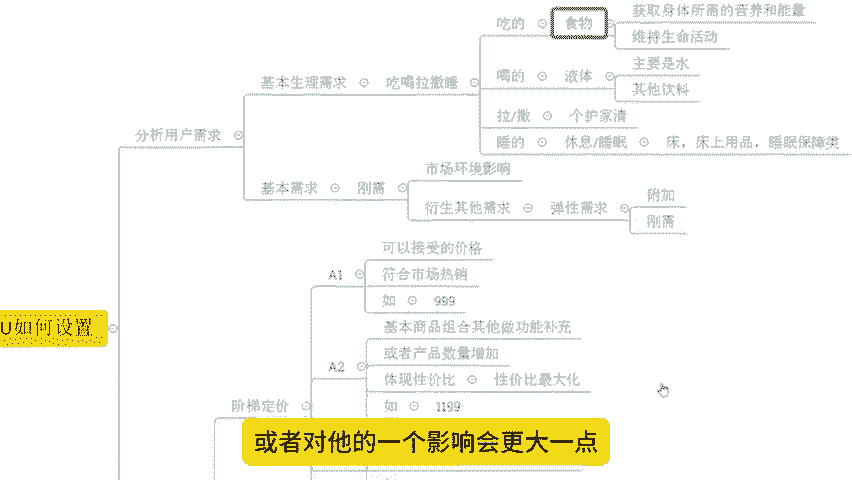 获取身体所需的营养和能量
吃的 食物
维持生命活动
主要是水
基本生理需求 吃喝拉撒睡
喝的 液体
其他饮料
拉/撒 个护家清
分析用户需求
睡的 休息/睡眠 床，床上用品，睡眠保障类
市场环境影响
基本需求 刚需
附加
衍生其他需求 弹性需求
刚需
可以接受的价格
A1 符合市场热销
如 999
U如何设置
基本商品组合其他做功能补充
或者产品数量增加
A2
体现性价比 性价比最大化
阶梯定价
如 1199
或者对他的一个影响会更大一点